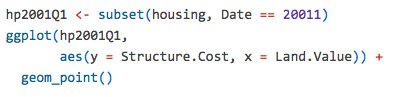 hp2001Q1 <- subset(housing, Date == 20011)
ggplot(hp2001Q1,
       aes(y = Structure.Cost, x = Land.Value)) +
  geom_point()